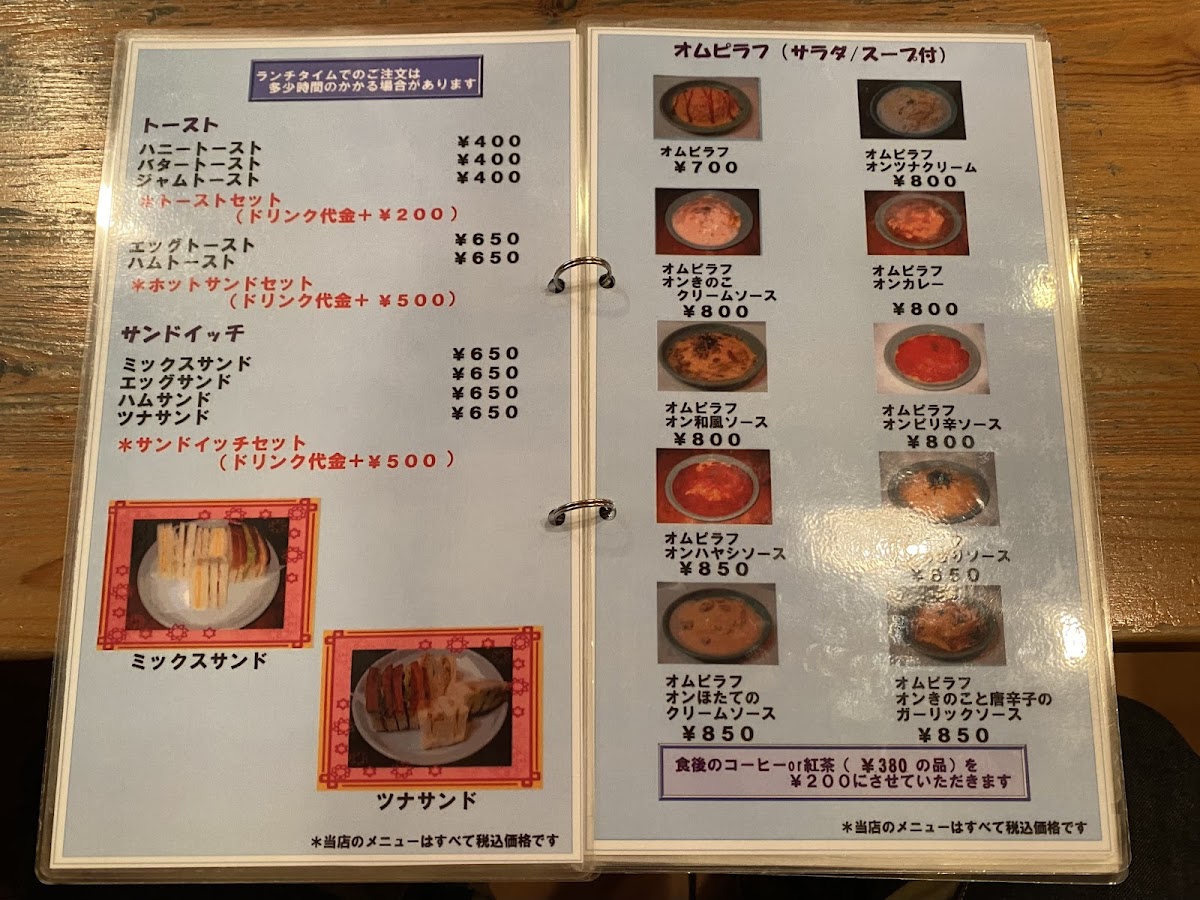 ランチタイムでのご注文は
多少時間のかかる場合があります
トースト
ハニートースト ¥400
バタートースト ¥400
ジャムトースト ¥400
*トーストセット
(ドリンク代金+¥200)
エッグトースト ¥650
ハムトースト ¥650
*ホットサンドセット
(ドリンク代金+ ¥500)
サンドイッチ
ミックスサンド ¥650
エッグサンド ¥650
ハムサンド ¥650
ツナサンド ¥650
*サンドイッチセット
(ドリンク代金+¥500 )
ミックスサンド
ツナサンド
*当店のメニューはすべて税込価格です
オムピラフ(サラダ/スープ付)
オムピラフ
¥700
オムピラフ
オンツナクリーム
¥800
オムピラフ
オンきのこ
クリームソース
¥800
オムピラフ
オンカレー
¥800
オムピラフ
オン和風ソース
¥800
オムピラフ
オンピリ辛ソース
¥800
オムピラフ
オンハヤシソース
¥850
フ
ソース
¥850
オムピラフ
オンほたての
クリームソース
¥850
オムピラフ
オンきのこと唐辛子の
ガーリックソース
¥850
食後のコーヒーor紅茶( ¥380 の品)を
¥200にさせていただきます
*当店のメニューはすべて税込価格です